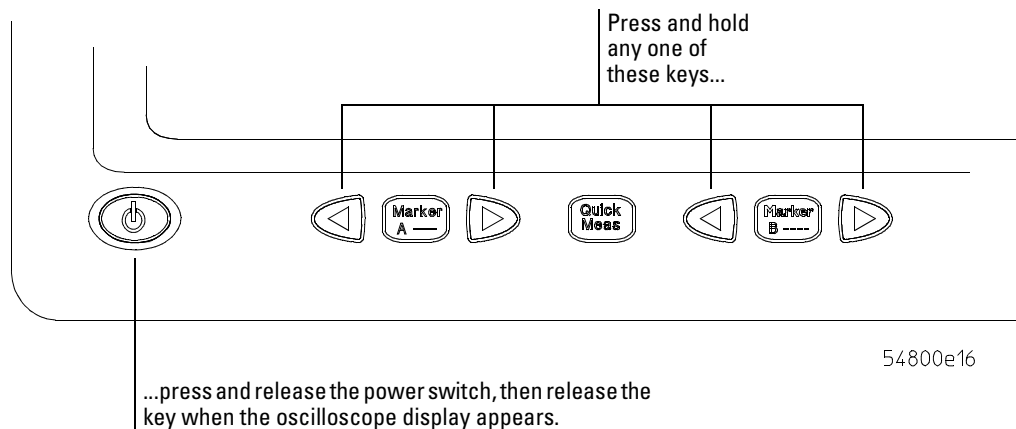 Press and hold
any one of
these keys...
Marker
A —
Quick
Meas
Marker
B ----
54800e16
...press and release the power switch, then release the
key when the oscilloscope display appears.